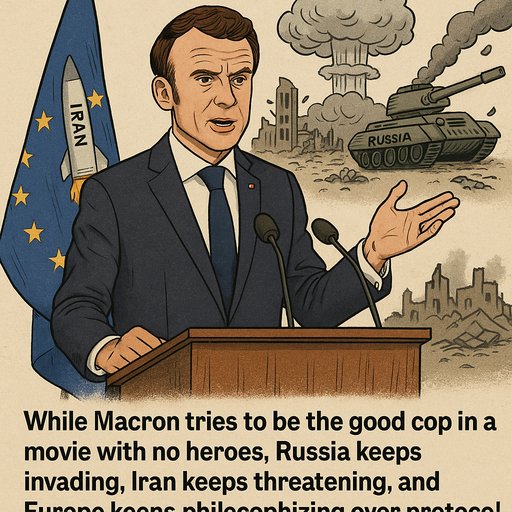 IRAN
RUSSIA
While Macron tries to be the good cop in a
movie with no heroes, Russia keeps
invading, Iran keeps threatening, and
Europe keeps philosophizing over protocol!